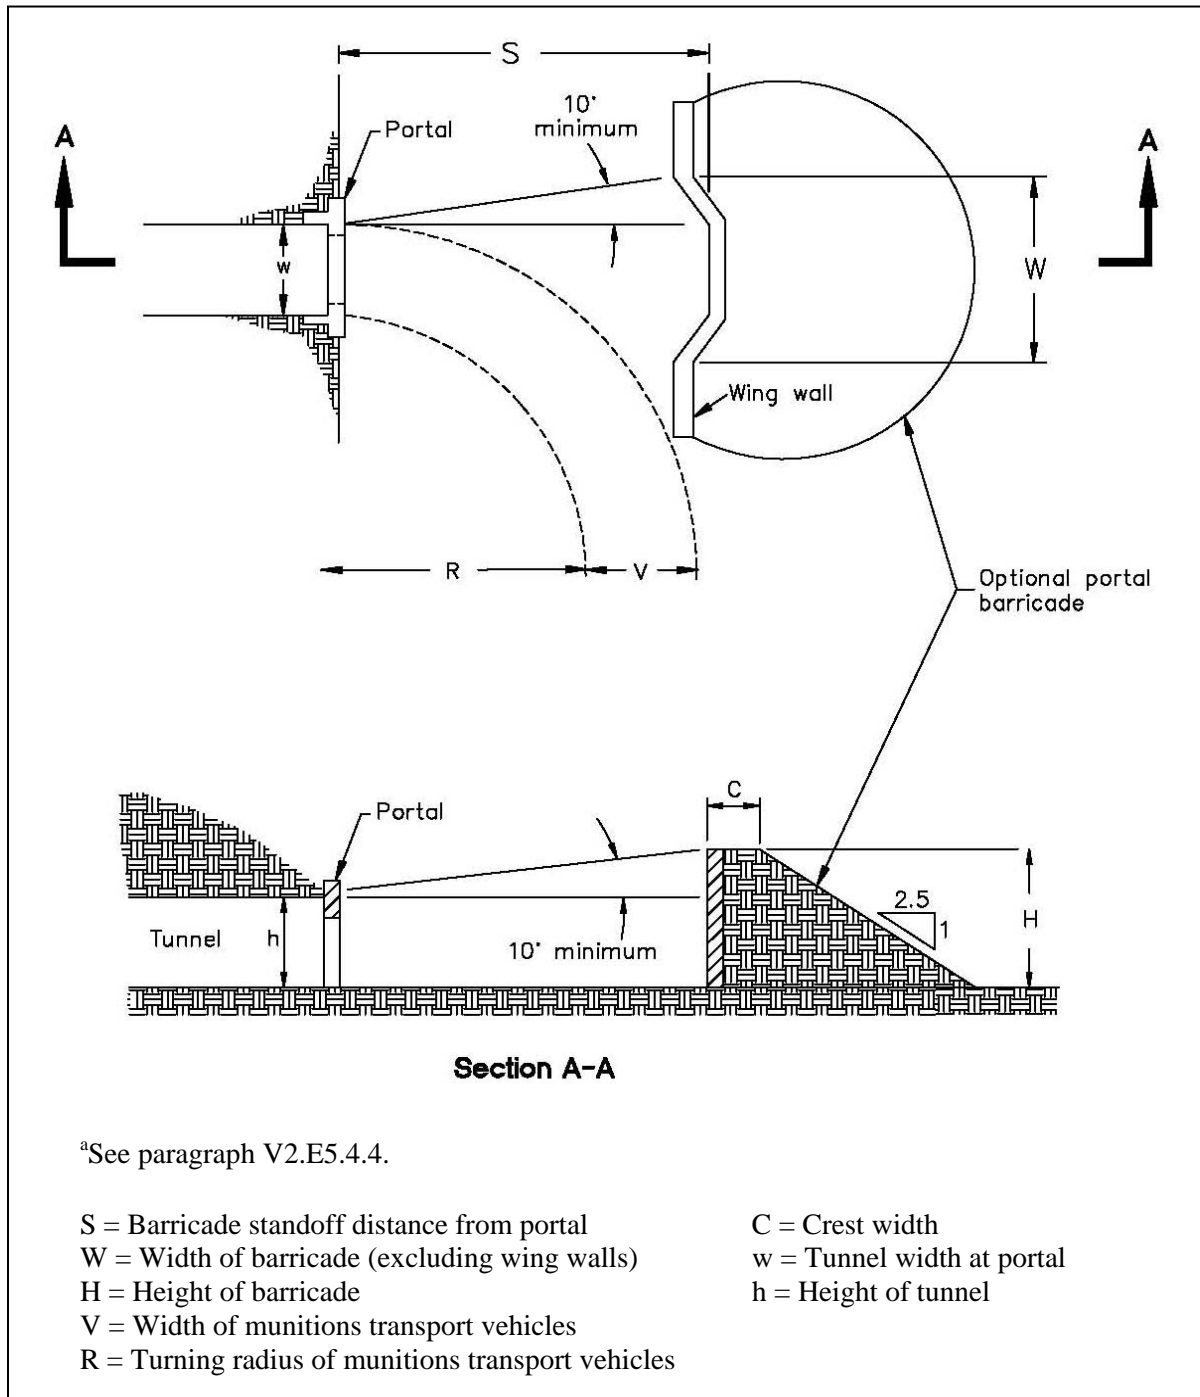 S
10°
minimum
Portal
A
A
w
W
Wing wall
R
V
Optional portal
barricade
C
Portal
2.5
1
Tunnel
h
10° minimum
H
Section A-A
aSee paragraph V2.E5.4.4.
S = Barricade standoff distance from portal
C = Crest width
W = Width of barricade (excluding wing walls)
w = Tunnel width at portal
H = Height of barricade
h = Height of tunnel
V = Width of munitions transport vehicles
R = Turning radius of munitions transport vehicles